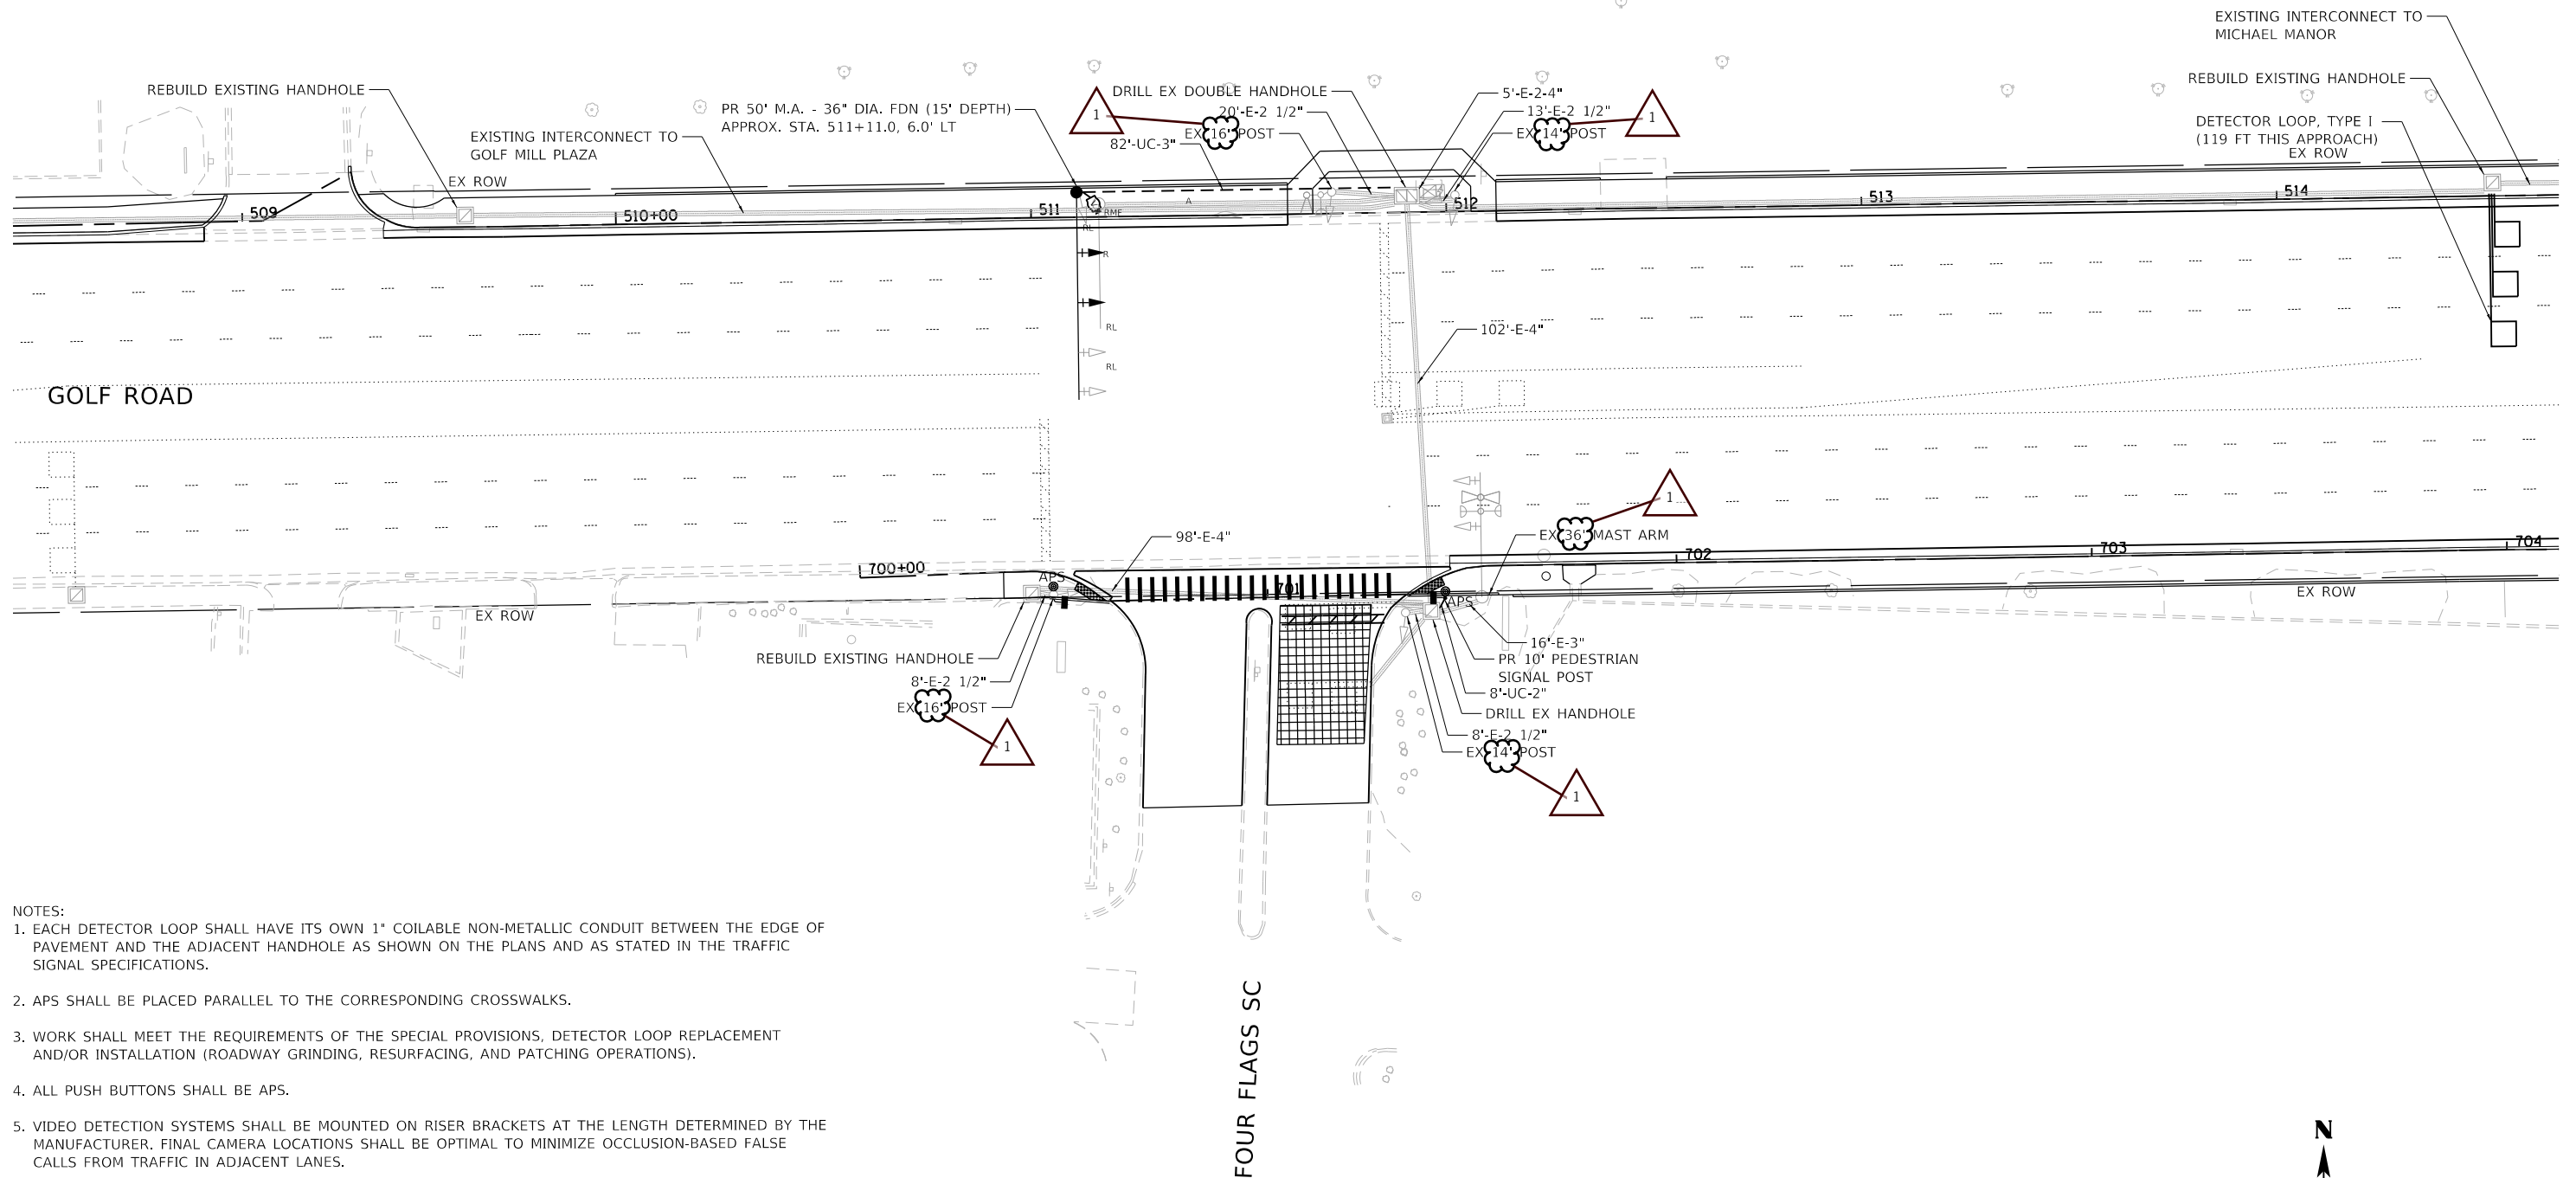 EXISTING INTERCONNECT TO
MICHAEL MANOR
REBUILD EXISTING HANDHOLE
DETECTOR LOOP, TYPE I
(119 FT THIS APPROACH)
EX ROW
REBUILD EXISTING HANDHOLE
EXISTING INTERCONNECT TO
GOLF MILL PLAZA
EX ROW
PR 50' M.A. - 36" DIA. FDN (15' DEPTH)
APPROX. STA. 511+11.0, 6.0' LT
1
DRILL EX DOUBLE HANDHOLE
20'-E-2 1/2"
EX 16' POST
82'-UC-3"
5'-E-2-4"
13'-E-2 1/2"
EX 14' POST
1
509
510+00
511
512
513
514
A
RMF
RL
R
RL
RL
102'-E-4"
GOLF ROAD
1
EX 36' MAST ARM
98'-E-4"
700+00
701
702
703
704
APS
APS
EX ROW
EX ROW
REBUILD EXISTING HANDHOLE
8'-E-2 1/2"
EX 16' POST
1
16'-E-3"
PR 10' PEDESTRIAN
SIGNAL POST
8'-UC-2"
DRILL EX HANDHOLE
8'-E-2 1/2"
EX 14' POST
1
FOUR FLAGS SC
NOTES:
1. EACH DETECTOR LOOP SHALL HAVE ITS OWN 1" COILABLE NON-METALLIC CONDUIT BETWEEN THE EDGE OF
PAVEMENT AND THE ADJACENT HANDHOLE AS SHOWN ON THE PLANS AND AS STATED IN THE TRAFFIC
SIGNAL SPECIFICATIONS.
2. APS SHALL BE PLACED PARALLEL TO THE CORRESPONDING CROSSWALKS.
3. WORK SHALL MEET THE REQUIREMENTS OF THE SPECIAL PROVISIONS, DETECTOR LOOP REPLACEMENT
AND/OR INSTALLATION (ROADWAY GRINDING, RESURFACING, AND PATCHING OPERATIONS).
4. ALL PUSH BUTTONS SHALL BE APS.
5. VIDEO DETECTION SYSTEMS SHALL BE MOUNTED ON RISER BRACKETS AT THE LENGTH DETERMINED BY THE
MANUFACTURER. FINAL CAMERA LOCATIONS SHALL BE OPTIMAL TO MINIMIZE OCCLUSION-BASED FALSE
CALLS FROM TRAFFIC IN ADJACENT LANES.
N